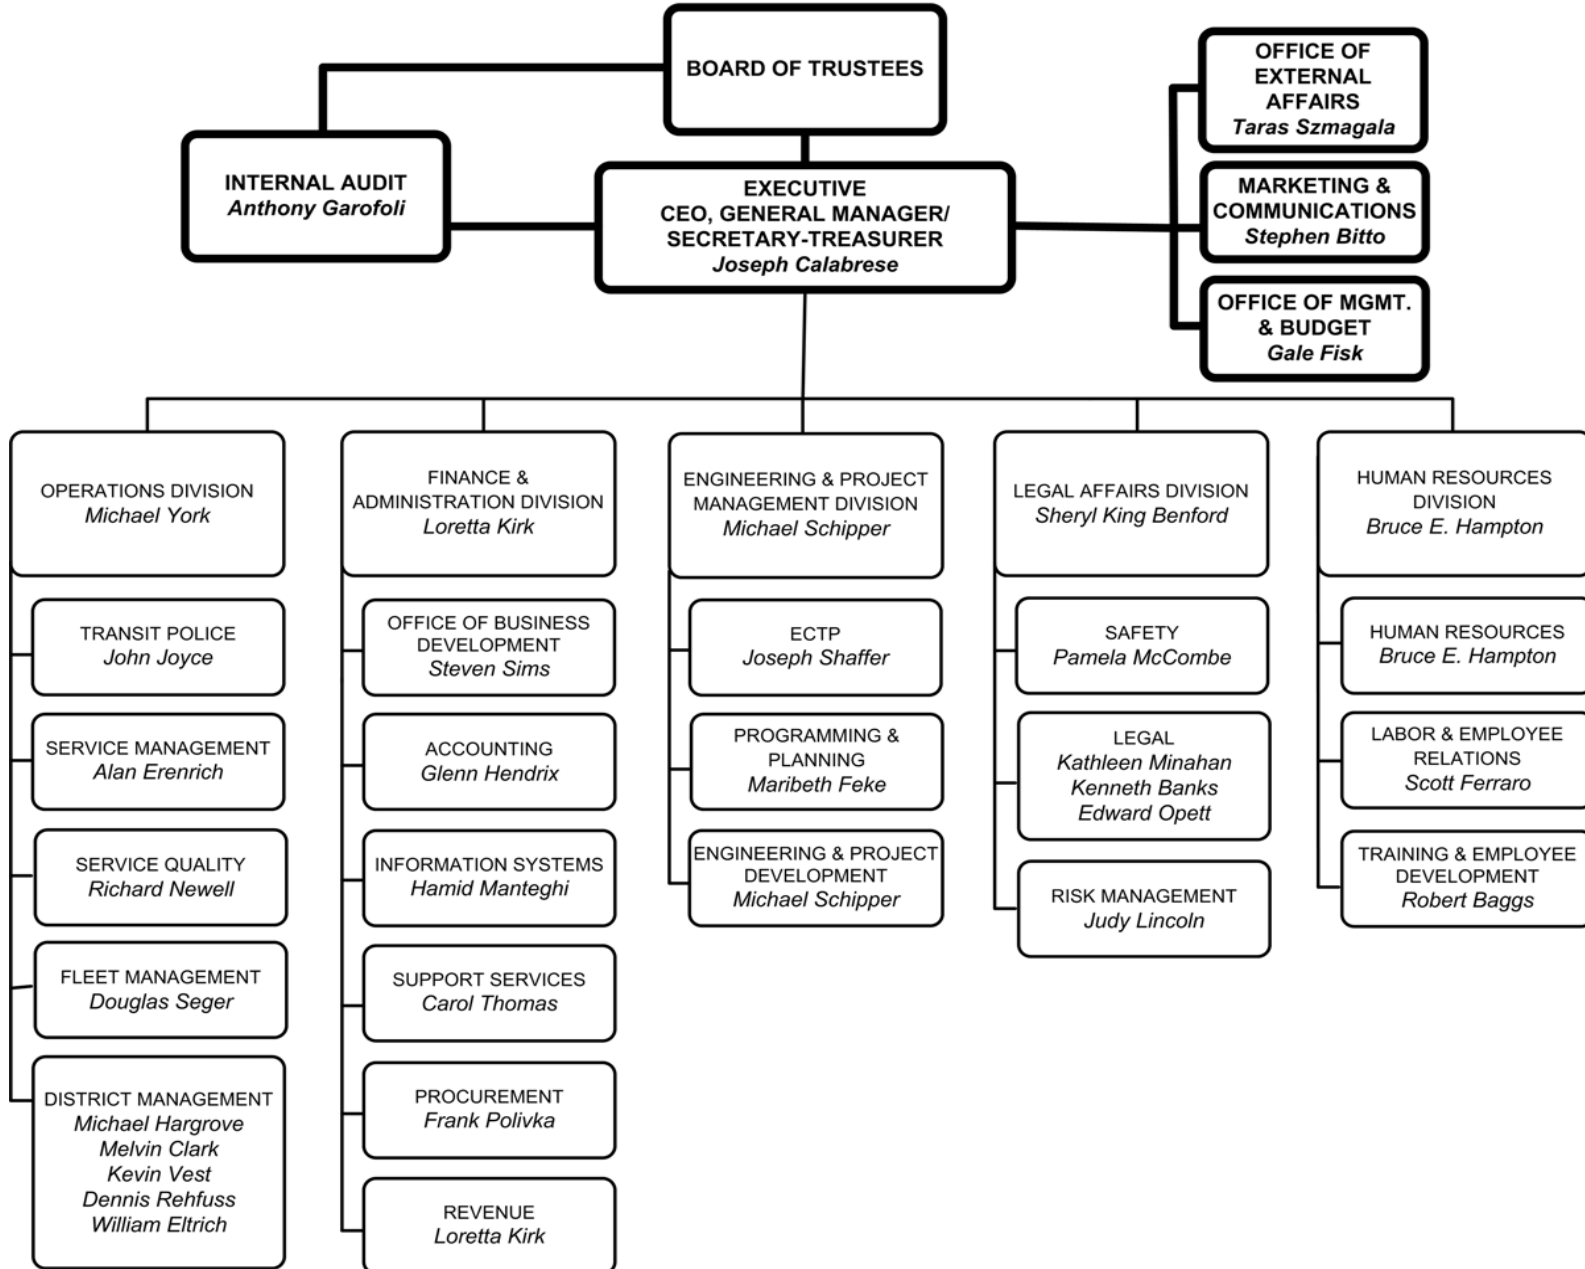 BOARD OF TRUSTEES
OFFICE OF
EXTERNAL
AFFAIRS
Taras Szmagala
INTERNAL AUDIT
Anthony Garofoli
EXECUTIVE
CEO, GENERAL MANAGER/
SECRETARY-TREASURER
Joseph Calabrese
MARKETING &
COMMUNICATIONS
Stephen Bitto
OFFICE OF MGMT.
& BUDGET
Gale Fisk
OPERATIONS DIVISION
Michael York
TRANSIT POLICE
John Joyce
SERVICE MANAGEMENT
Alan Erenrich
SERVICE QUALITY
Richard Newell
FLEET MANAGEMENT
Douglas Seger
DISTRICT MANAGEMENT
Michael Hargrove
Melvin Clark
Kevin Vest
Dennis Rehfuss
William Eltrich
FINANCE &
ADMINISTRATION DIVISION
Loretta Kirk
OFFICE OF BUSINESS
DEVELOPMENT
Steven Sims
ACCOUNTING
Glenn Hendrix
INFORMATION SYSTEMS
Hamid Manteghi
SUPPORT SERVICES
Carol Thomas
PROCUREMENT
Frank Polivka
REVENUE
Loretta Kirk
ENGINEERING & PROJECT
MANAGEMENT DIVISION
Michael Schipper
ECTP
Joseph Shaffer
PROGRAMMING &
PLANNING
Maribeth Feke
ENGINEERING & PROJECT
DEVELOPMENT
Michael Schipper
LEGAL AFFAIRS DIVISION
Sheryl King Benford
SAFETY
Pamela McCombe
LEGAL
Kathleen Minahan
Kenneth Banks
Edward Opett
RISK MANAGEMENT
Judy Lincoln
HUMAN RESOURCES
DIVISION
Bruce E. Hampton
HUMAN RESOURCES
Bruce E. Hampton
LABOR & EMPLOYEE
RELATIONS
Scott Ferraro
TRAINING & EMPLOYEE
DEVELOPMENT
Robert Baggs